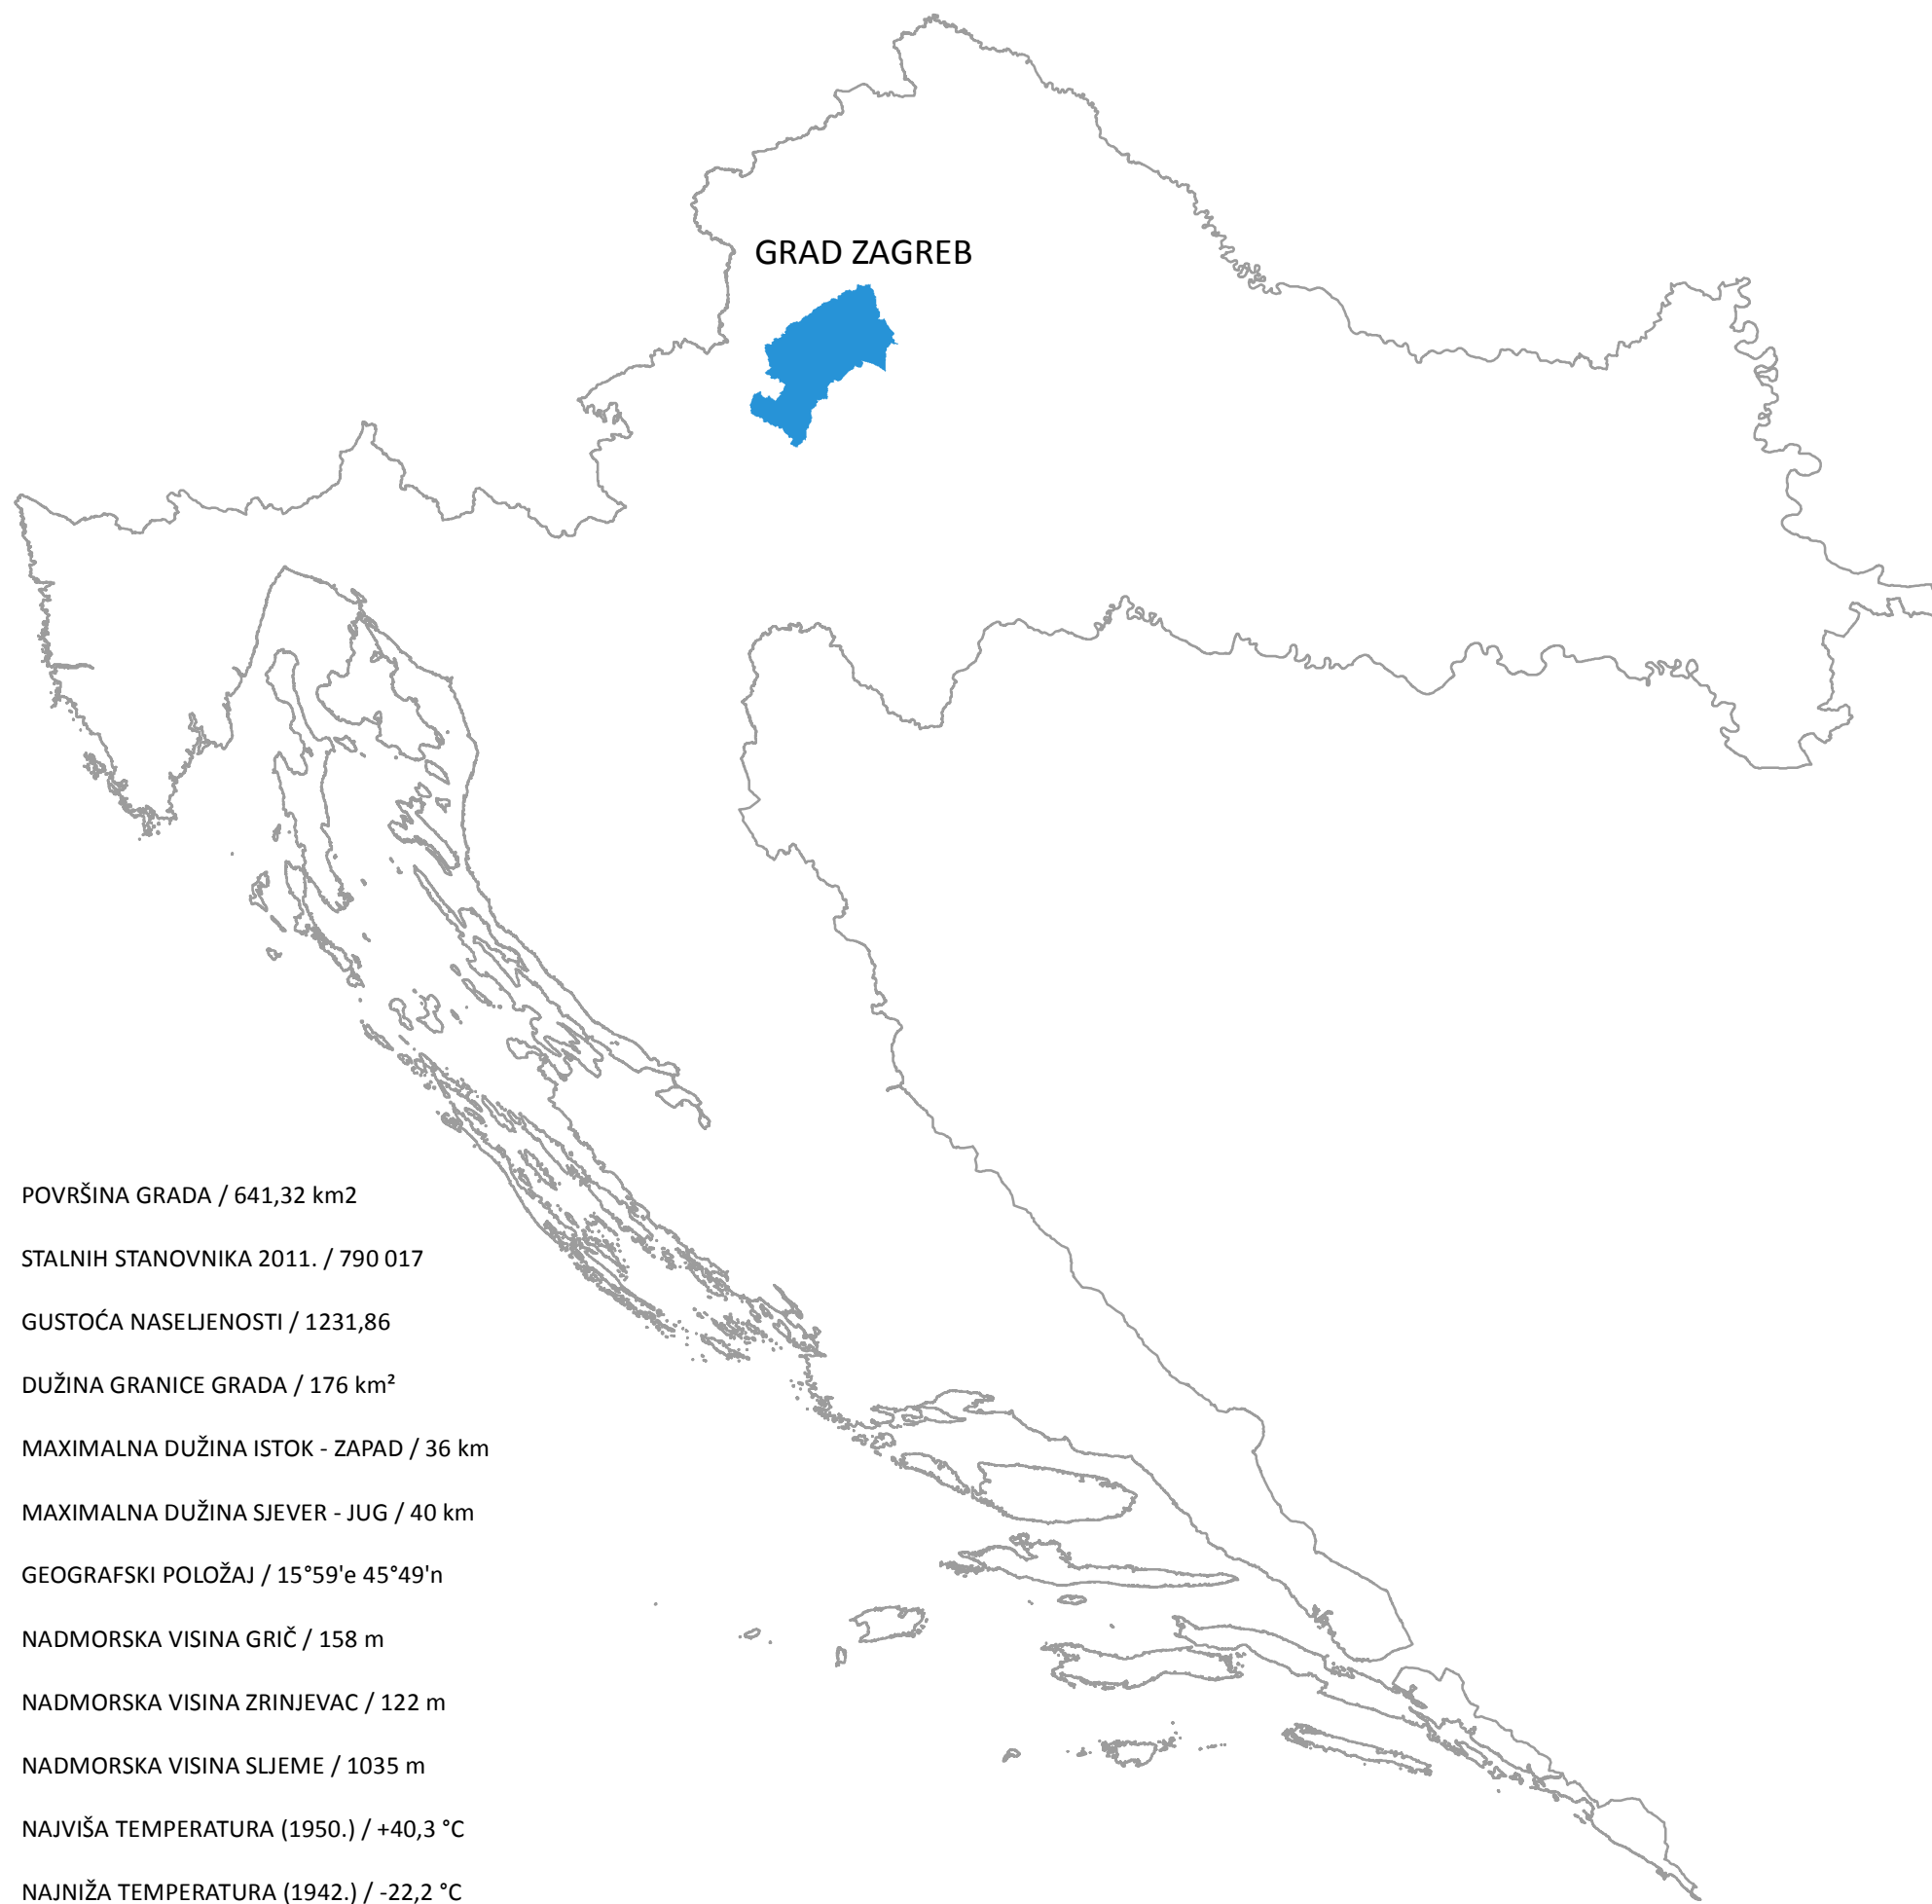 GRAD ZAGREB
POVRŠINA GRADA / 641,32 km2
STALNIH STANOVNIKA 2011. / 790 017
GUSTOĆA NASELJENOSTI / 1231,86
DUŽINA GRANICE GRADA / 176 km²
MAXIMALNA DUŽINA ISTOK - ZAPAD / 36 km
MAXIMALNA DUŽINA SJEVER - JUG / 40 km
GEOGRAFSKI POLOŽAJ / 15°59'e 45°49'n
NADMORSKA VISINA GRIČ / 158 m
NADMORSKA VISINA ZRINJEVAC / 122 m
NADMORSKA VISINA SLJEME / 1035 m
NAJVIŠA TEMPERATURA (1950.) / +40,3 °C
NAJNIŽA TEMPERATURA (1942.) / -22,2 °C